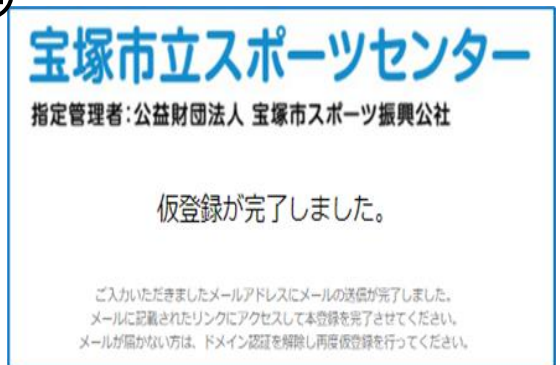 宝塚市立スポーツセンター
指定管理者:公益財団法人 宝塚市スポーツ振興公社
仮登録が完了しました。
ご入力いただきましたメールアドレスにメールの送信が完了しました。
メールに記載されたリンクにアクセスして本登録を完了させてください。
メールが届かない方は、ドメイン認証を解除し再度仮登録を行ってください。